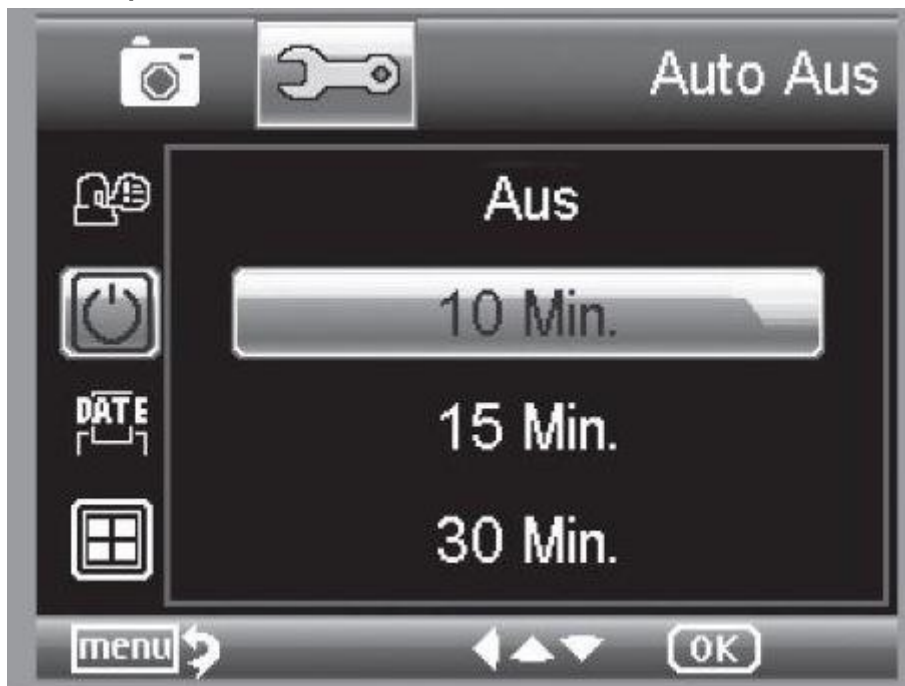 Auto Aus
Aus
10 Min.
DATE
15 Min.
30 Min.
menu
OK